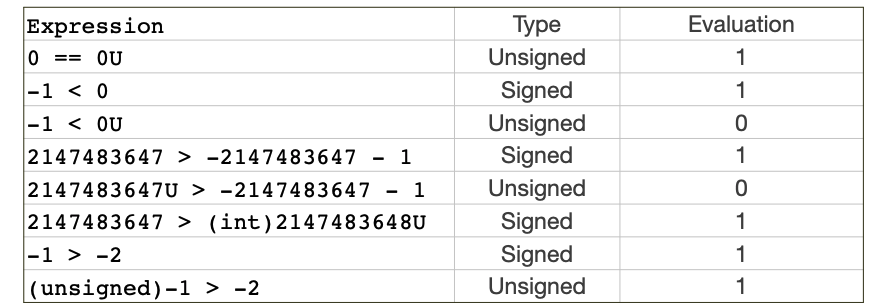 Expression Type Evaluation
0 == 0U Unsigned 1
-1 < 0 Signed 1
-1 < 0U Unsigned 0
2147483647 > -2147483647 - 1 Signed 1
2147483647U > -2147483647 - 1 Unsigned 0
2147483647 > (int)2147483648U Signed 1
-1 > -2 Signed 1
(unsigned)-1 > -2 Unsigned 1